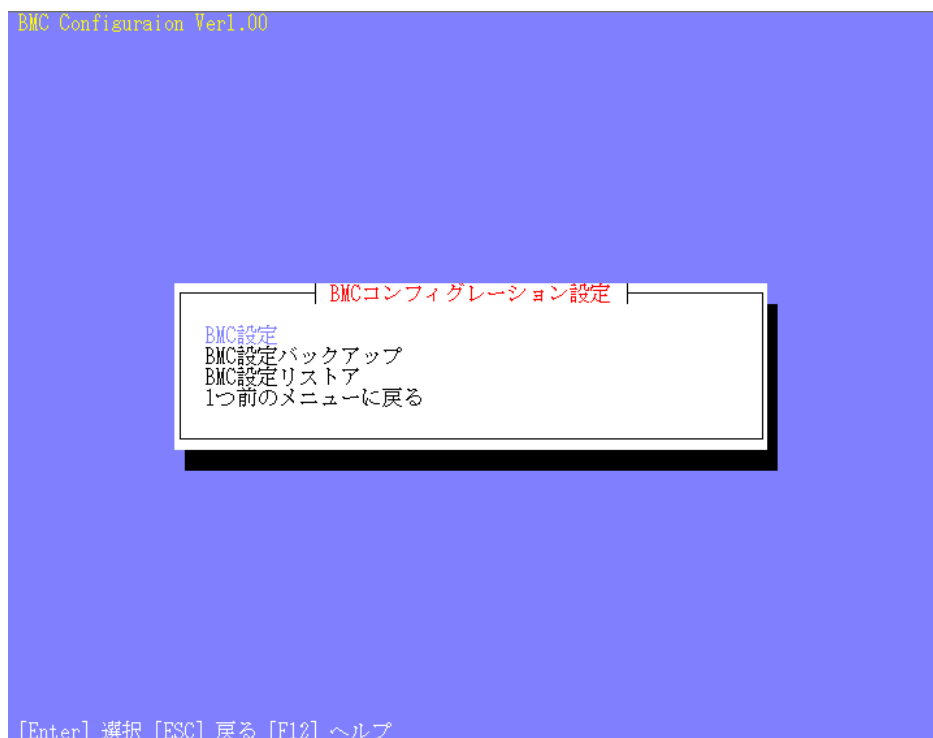 BMC Configuraion Ver1.00
BMCコンフィグレーション設定
BMC設定
BMC設定バックアップ
BMC設定リストア
1つ前のメニューに戻る
[Enter] 選択 [ESC] 戻る [F12] ヘルプ